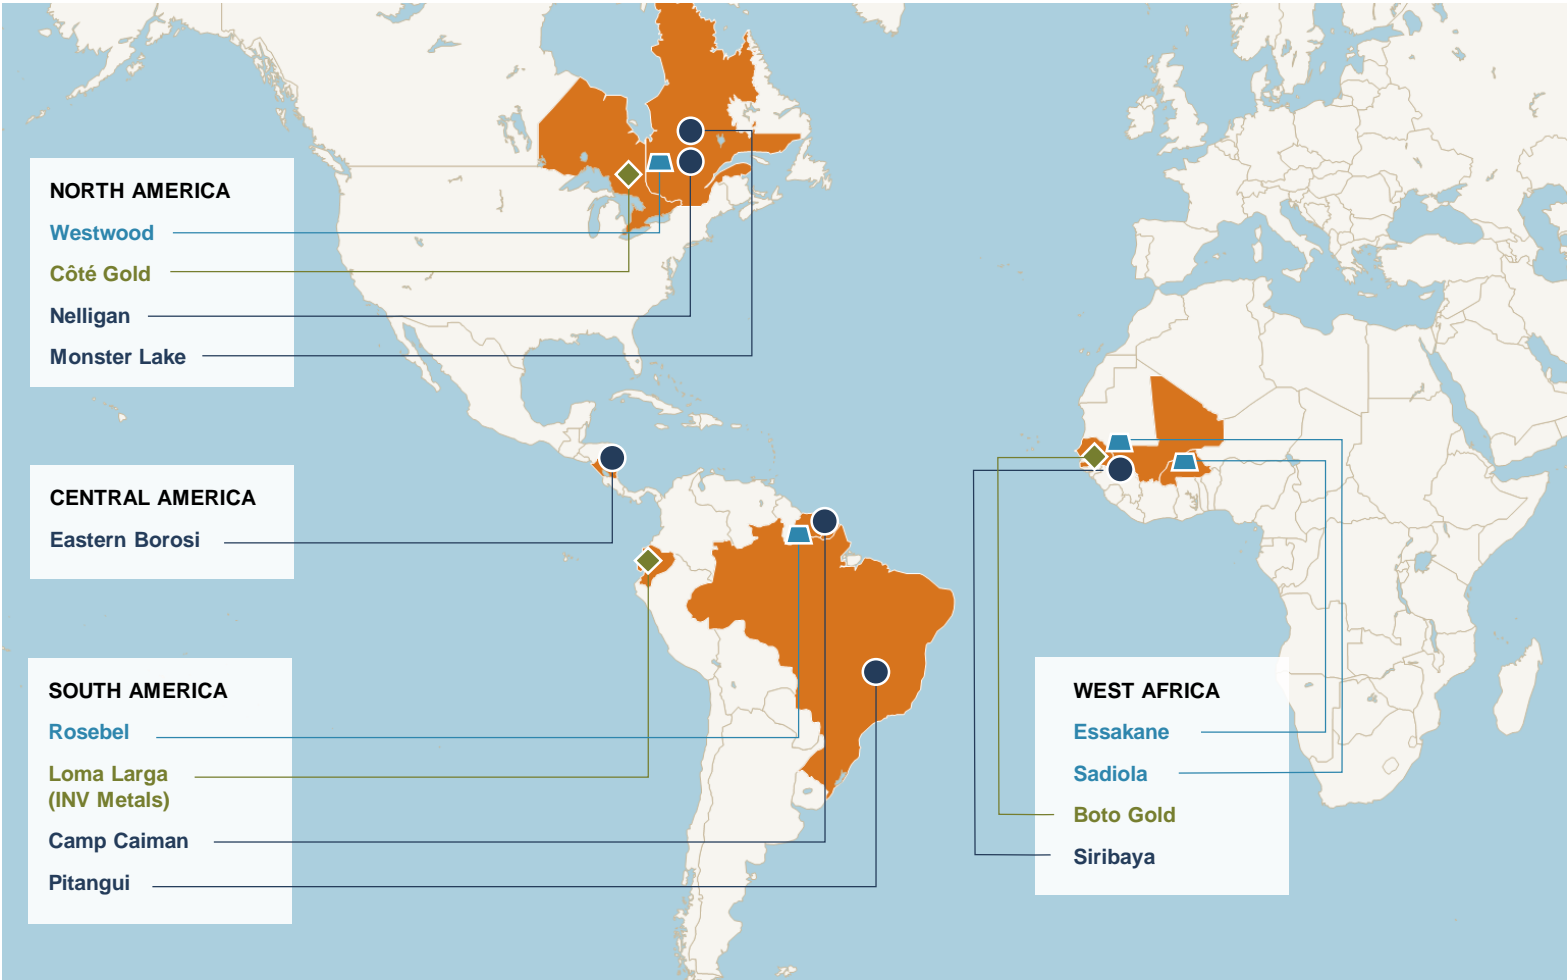 NORTH AMERICA
Westwood
Côté Gold
Nelligan
Monster Lake
CENTRAL AMERICA
Eastern Borosi
SOUTH AMERICA
Rosebel
Loma Larga
(INV Metals)
Camp Caiman
Pitangui
WEST AFRICA
Essakane
Sadiola
Boto Gold
Siribaya